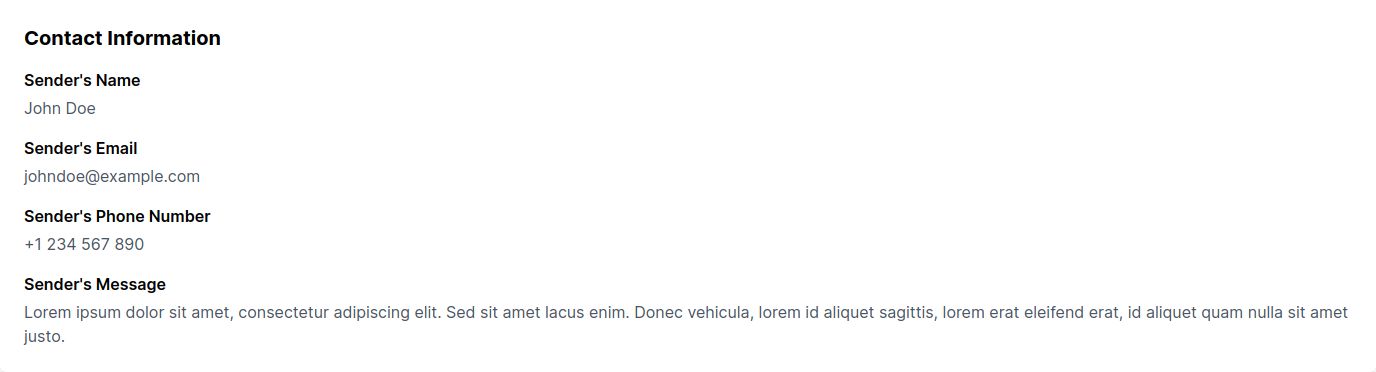 Contact Information
Sender's Name
John Doe
Sender's Email
johndoe@example.com
Sender's Phone Number
+1 234 567 890
Sender's Message
Lorem ipsum dolor sit amet, consectetur adipiscing elit. Sed sit amet lacus enim. Donec vehicula, lorem id aliquet sagittis, lorem erat eleifend erat, id aliquet quam nulla sit amet
justo.